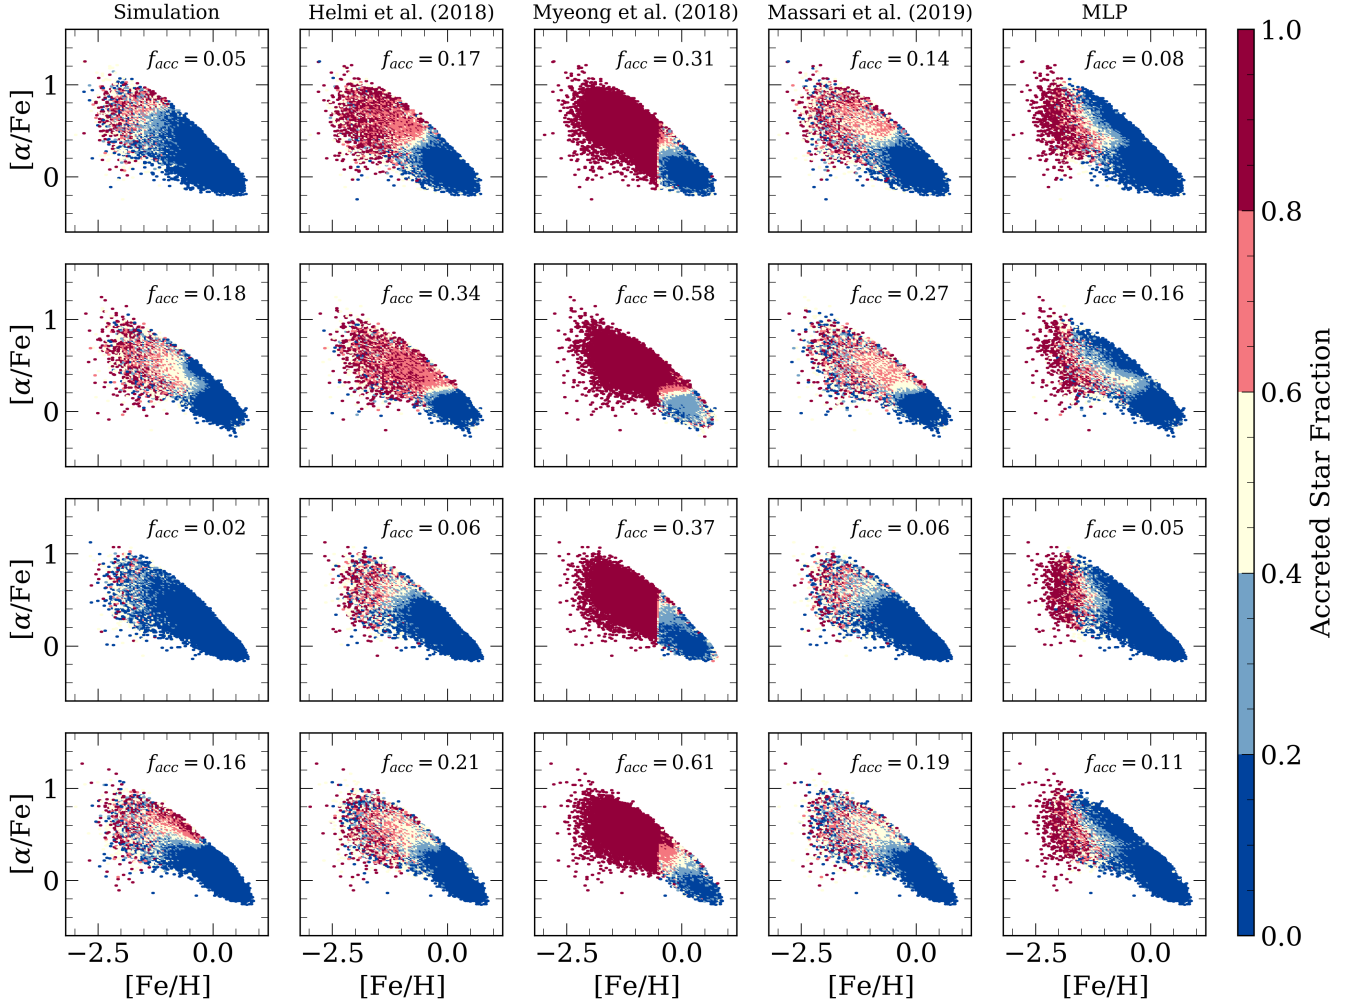 Simulation Helmi et al. (2018) Myeong et al. (2018) Massari et al. (2019) MLP
f_acc = 0.05 f_acc = 0.17 f_acc = 0.31 f_acc = 0.14 f_acc = 0.08
1
0
[α/Fe]
f_acc = 0.18 f_acc = 0.34 f_acc = 0.58 f_acc = 0.27 f_acc = 0.16
1
0
[α/Fe]
f_acc = 0.02 f_acc = 0.06 f_acc = 0.37 f_acc = 0.06 f_acc = 0.05
1
0
[α/Fe]
f_acc = 0.16 f_acc = 0.21 f_acc = 0.61 f_acc = 0.19 f_acc = 0.11
1
0
[α/Fe]
−2.5 0.0 −2.5 0.0 −2.5 0.0 −2.5 0.0 −2.5 0.0
[Fe/H] [Fe/H] [Fe/H] [Fe/H] [Fe/H]
1.0
0.8
0.6
0.4
0.2
0.0
Accreted Star Fraction